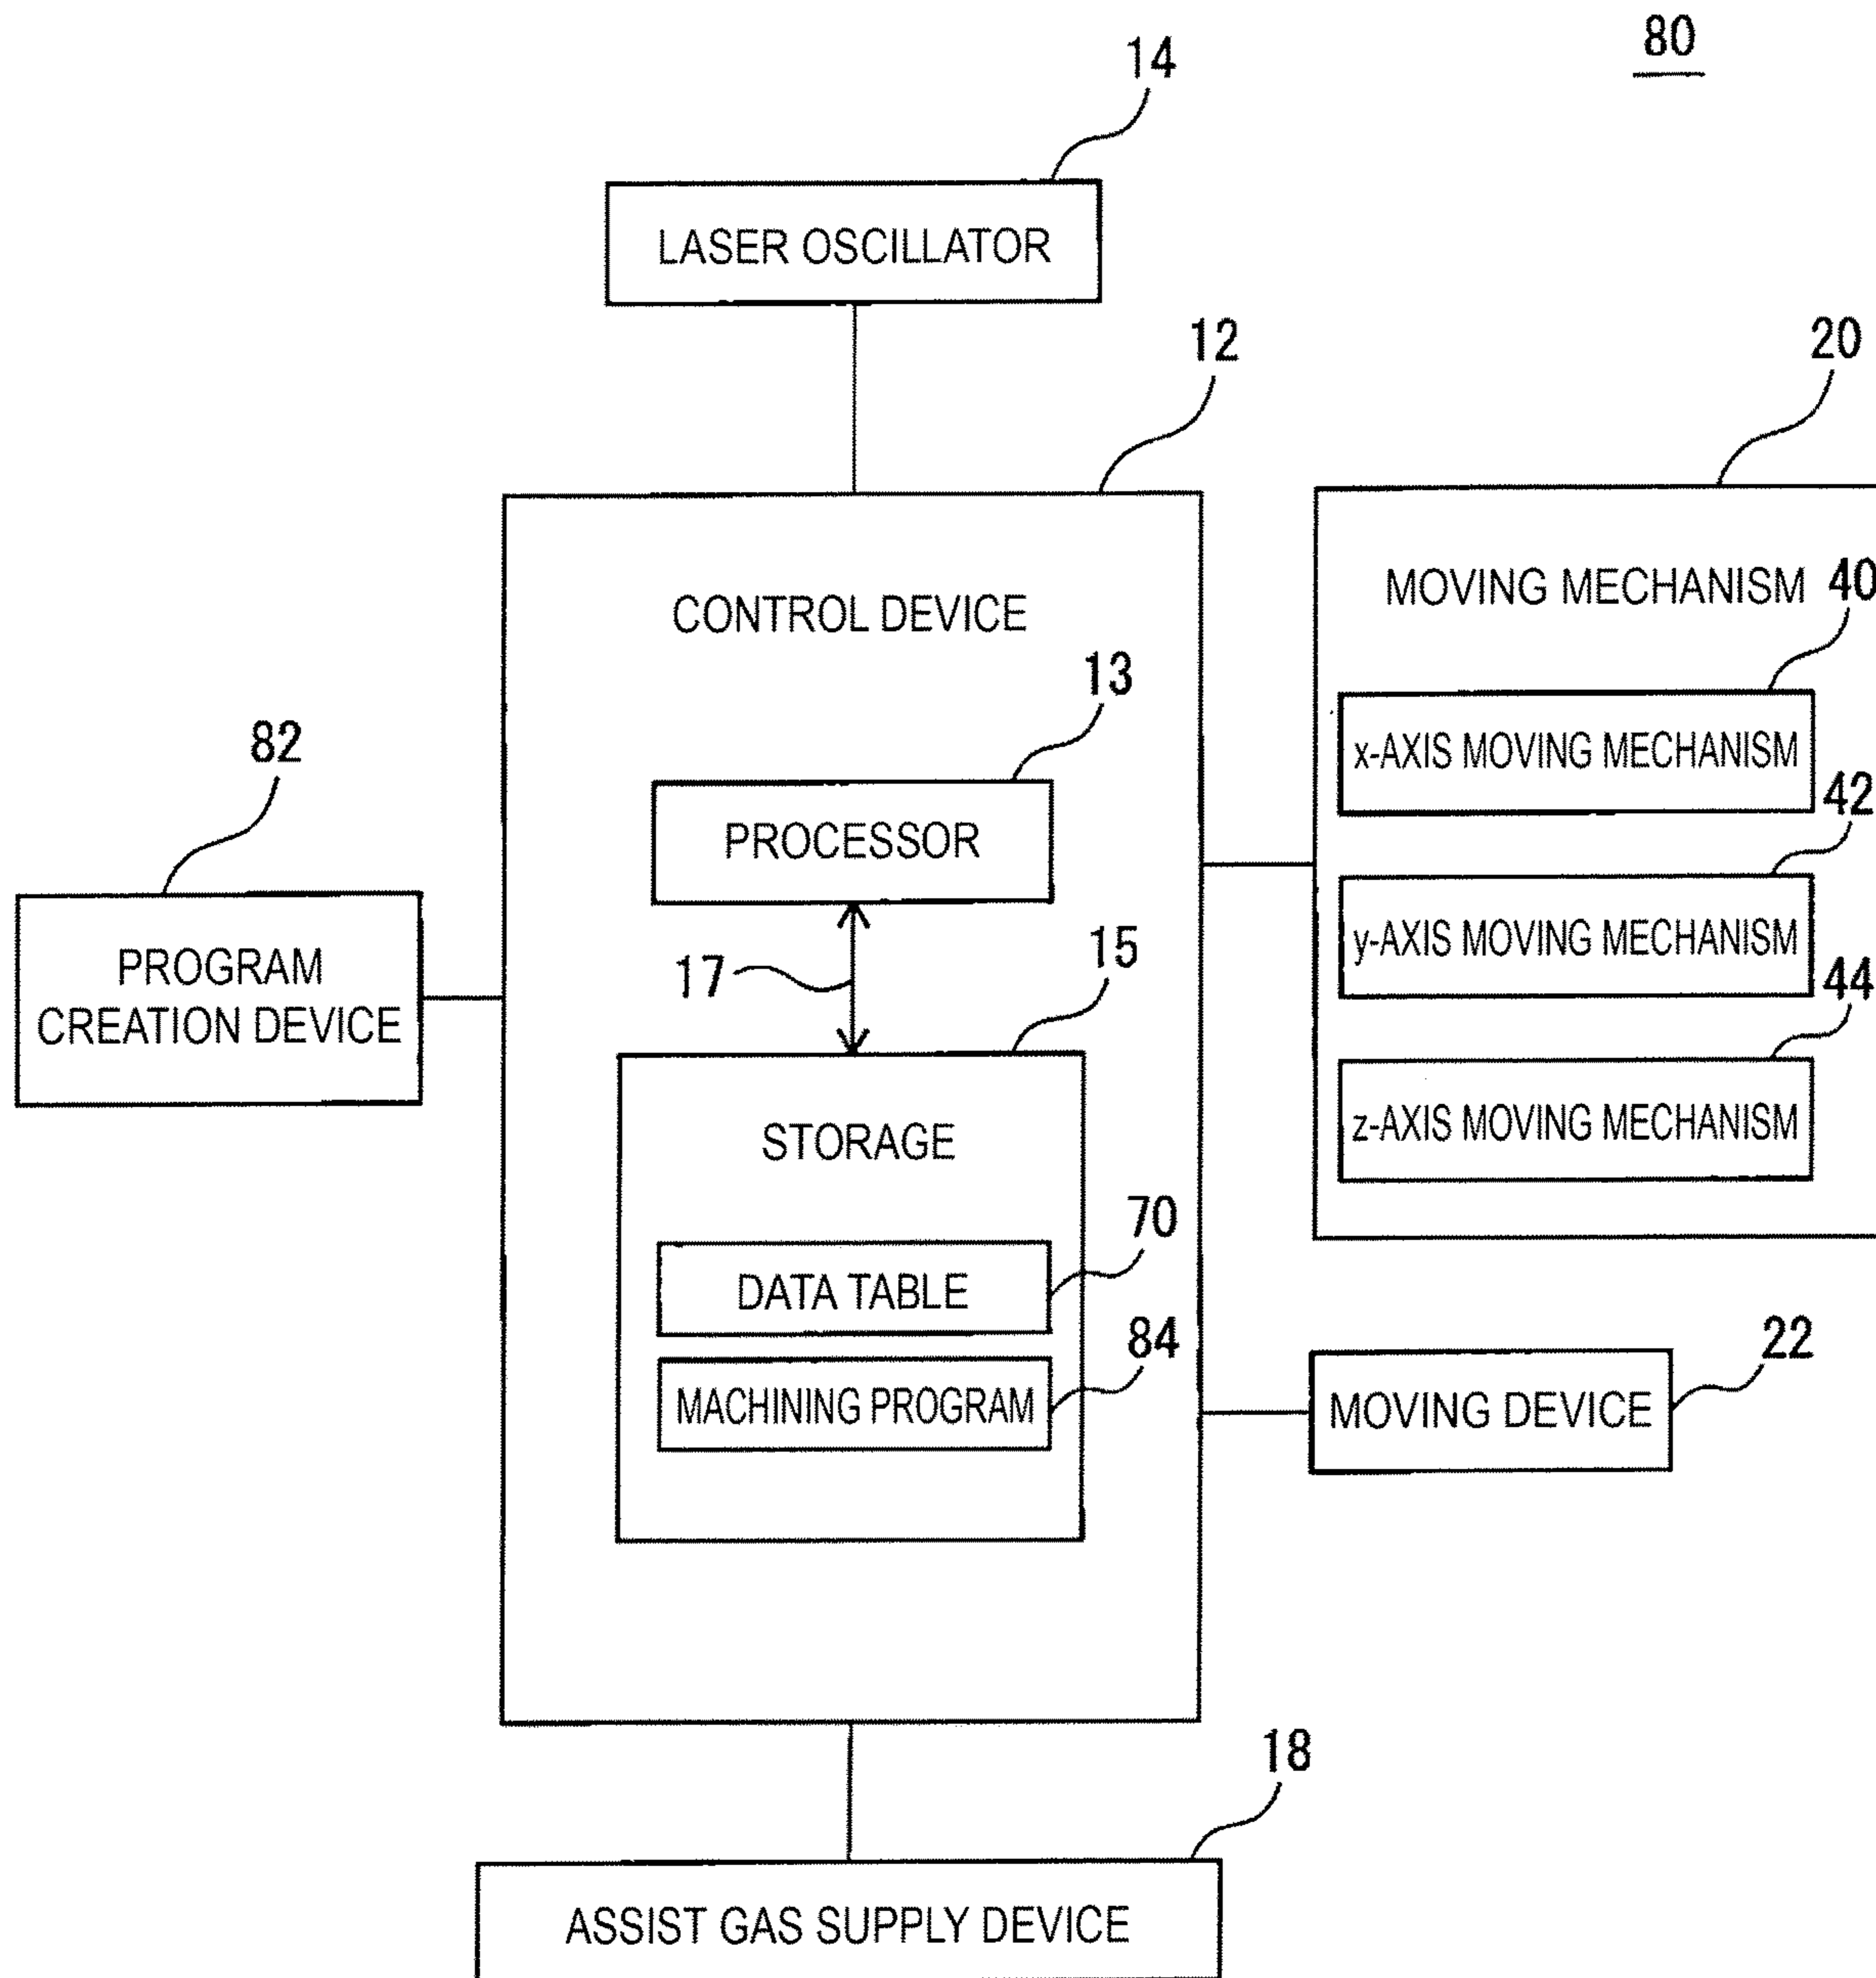 80
14
LASER OSCILLATOR
12
20
CONTROL DEVICE
MOVING MECHANISM
40
13
x-AXIS MOVING MECHANISM
82
PROCESSOR
42
y-AXIS MOVING MECHANISM
PROGRAM
CREATION DEVICE
17
15
44
STORAGE
z-AXIS MOVING MECHANISM
70
DATA TABLE
84
MACHINING PROGRAM
22
MOVING DEVICE
18
ASSIST GAS SUPPLY DEVICE